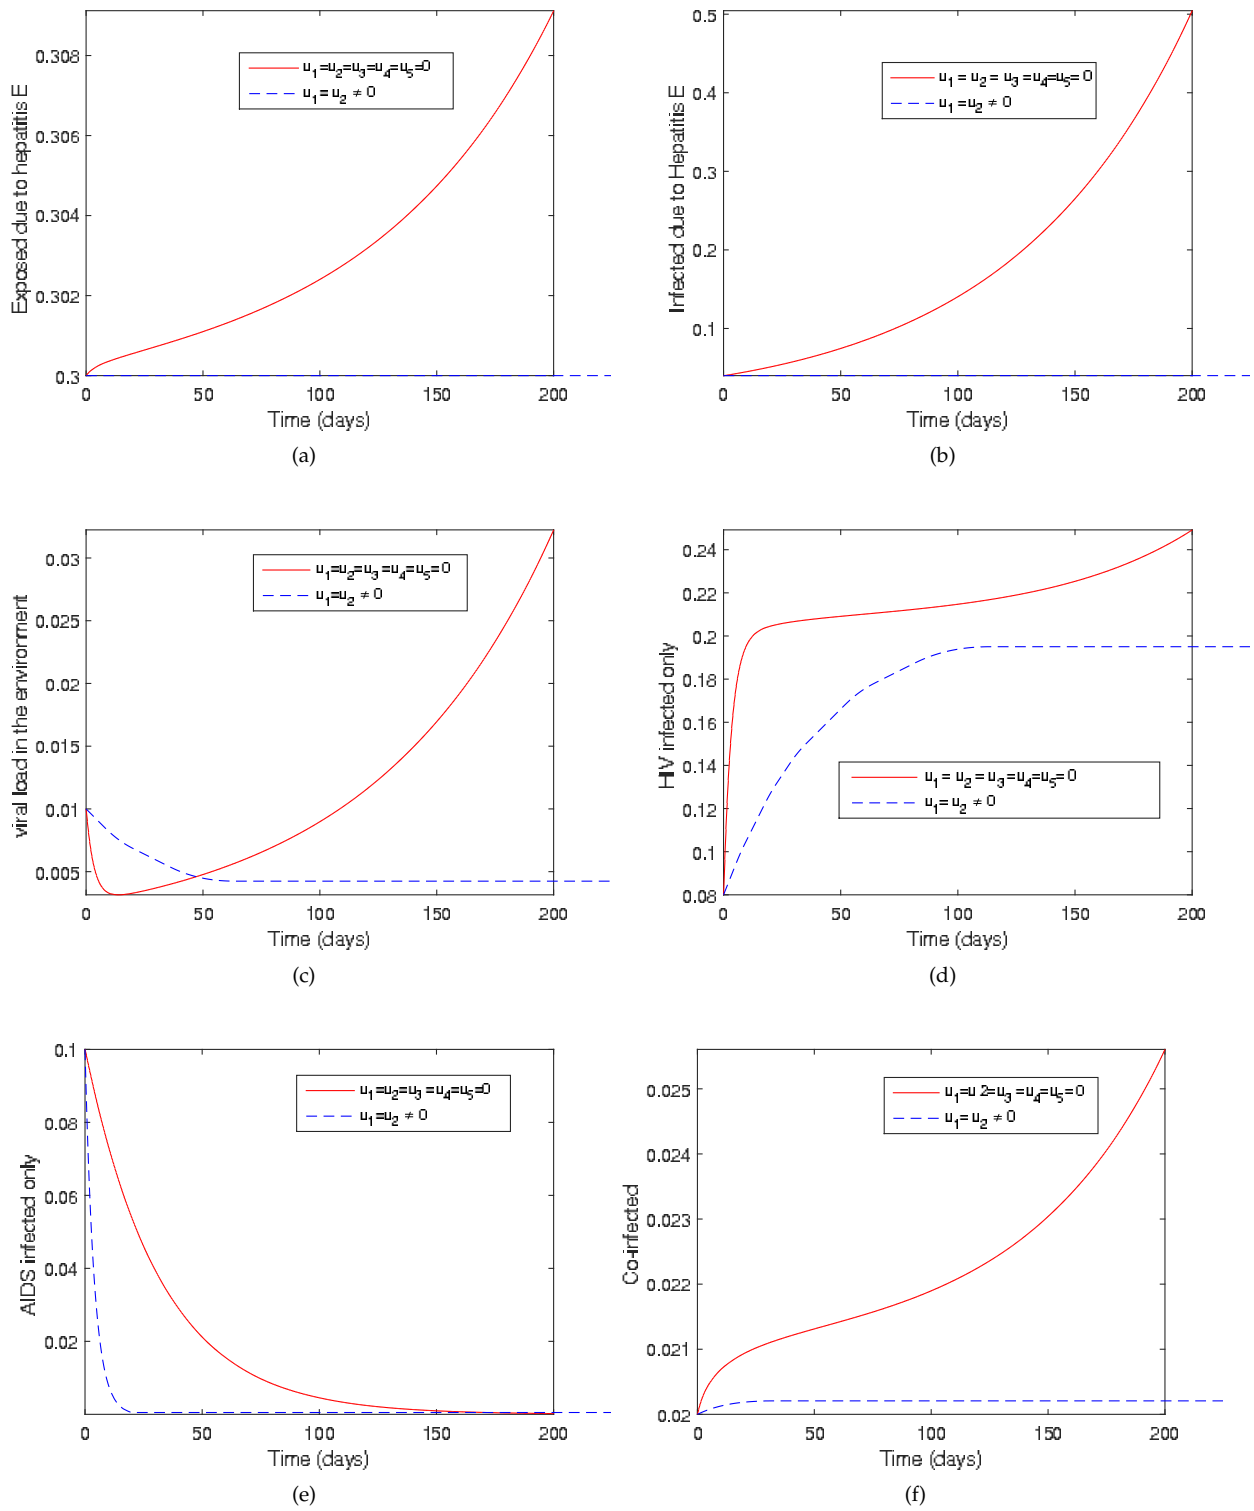 Exposed due to hepatitis E
0.308
0.306
0.304
0.302
0.3
u1=u2=u3=u4=u5=0
u1=u2 ≠ 0
0 50 100 150 200
Time (days)
(a)
Infected due to Hepatitis E
0.5
0.4
0.3
0.2
0.1
u1 = u2 = u3 =u4=u5= 0
u1=u2 ≠ 0
0 50 100 150 200
Time (days)
(b)
viral load in the environment
0.03
0.025
0.02
0.015
0.01
0.005
u1=u2=u3 =u4=u5=0
u1=u2 ≠ 0
0 50 100 150 200
Time (days)
(c)
HIV infected only
0.24
0.22
0.2
0.18
0.16
0.14
0.12
0.1
0.08
u1 = u2 = u3 =u4=u5=0
u1= u2 ≠0
0 50 100 150 200
Time (days)
(d)
AIDS infected only
0.1
0.08
0.06
0.04
0.02
u1=u2=u3 =u4=u5=0
u1=u2 ≠ 0
0 50 100 150 200
Time (days)
(e)
Co-infected
0.025
0.024
0.023
0.022
0.021
0.02
u1=u2=u3 =u4=u5=0
u1=u2 ≠ 0
0 50 100 150 200
Time (days)
(f)